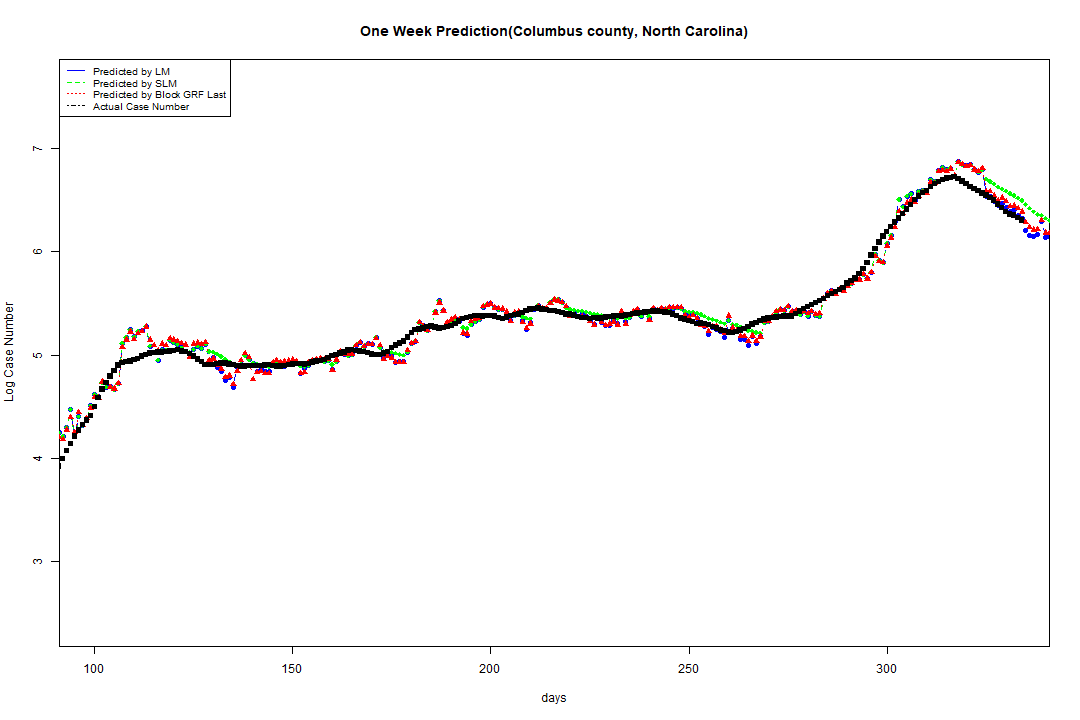 One Week Prediction(Columbus county, North Carolina)
Predicted by LM
Predicted by SLM
Predicted by Block GRF Last
Actual Case Number
7
6
5
4
3
Log Case Number
100 150 200 250 300
days